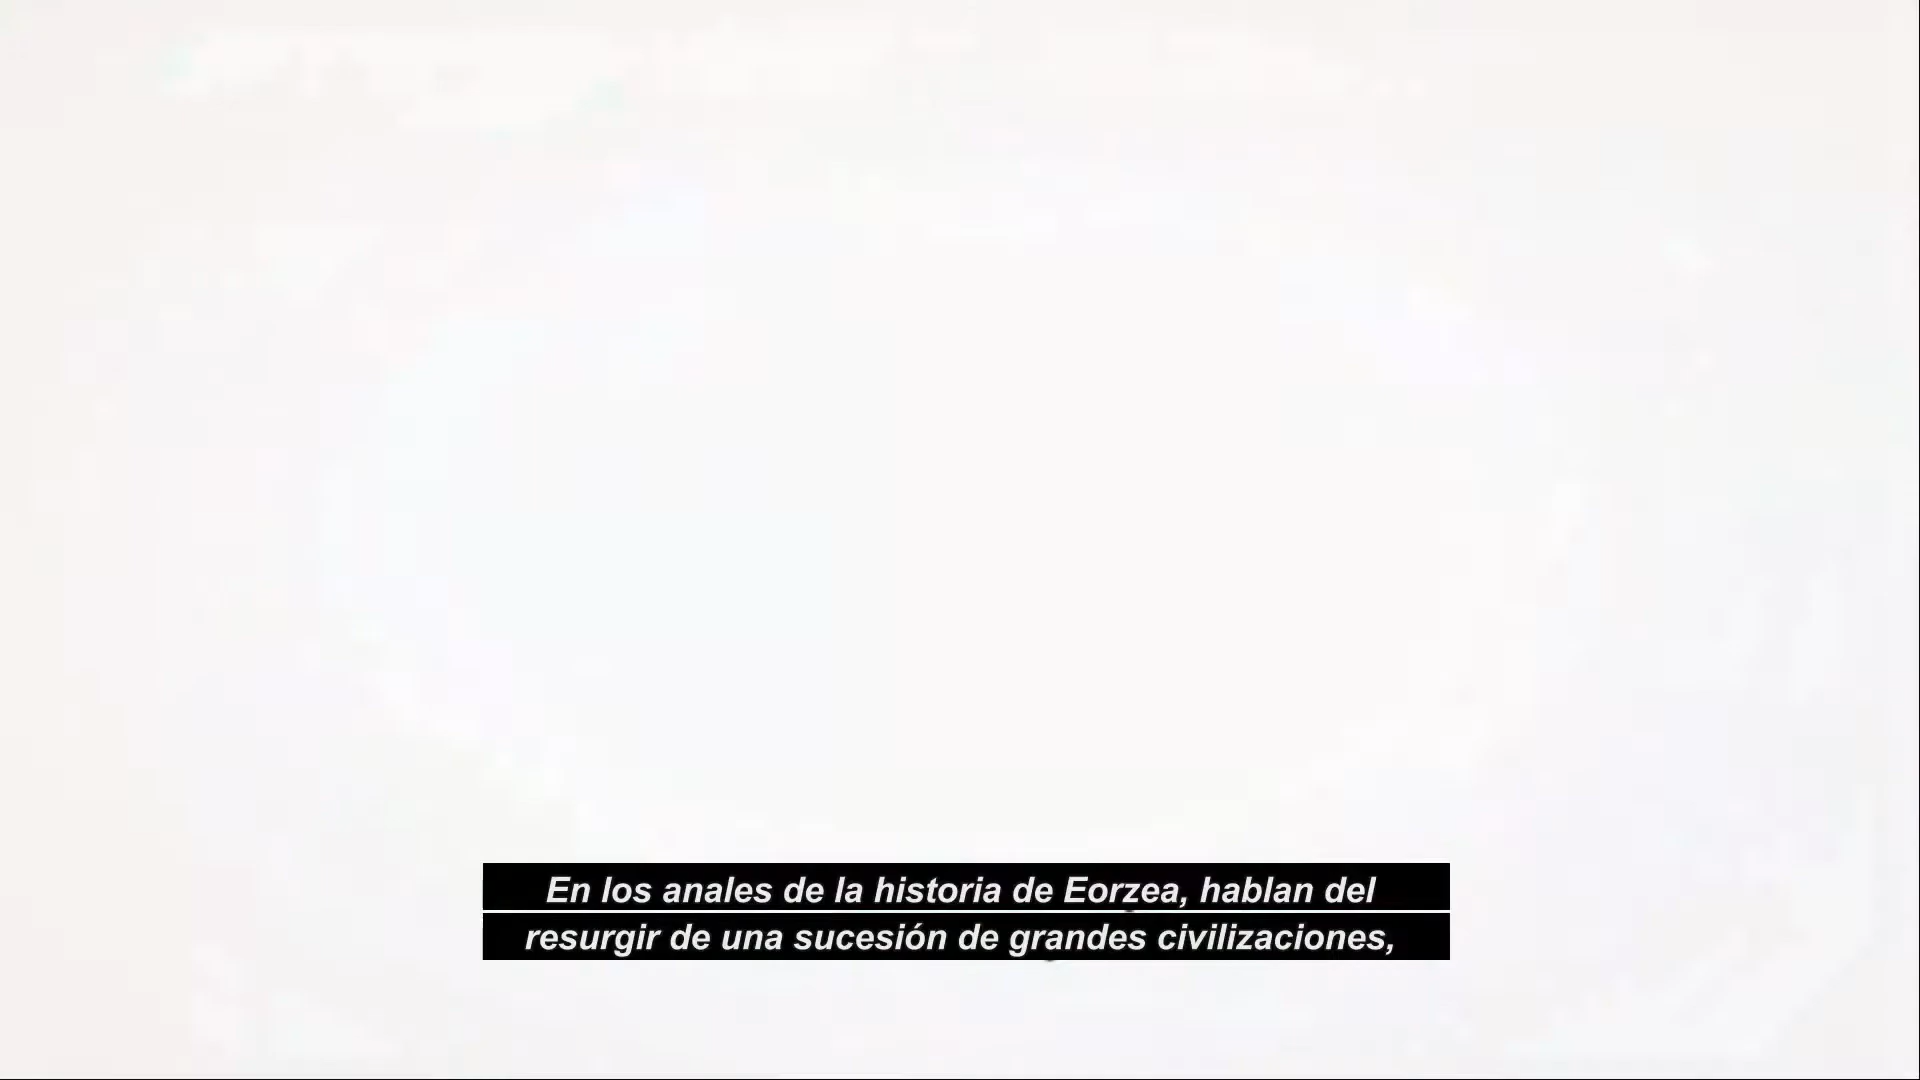 En los anales de la historia de Eorzea, hablan del
resurgir de una sucesión de grandes civilizaciones,